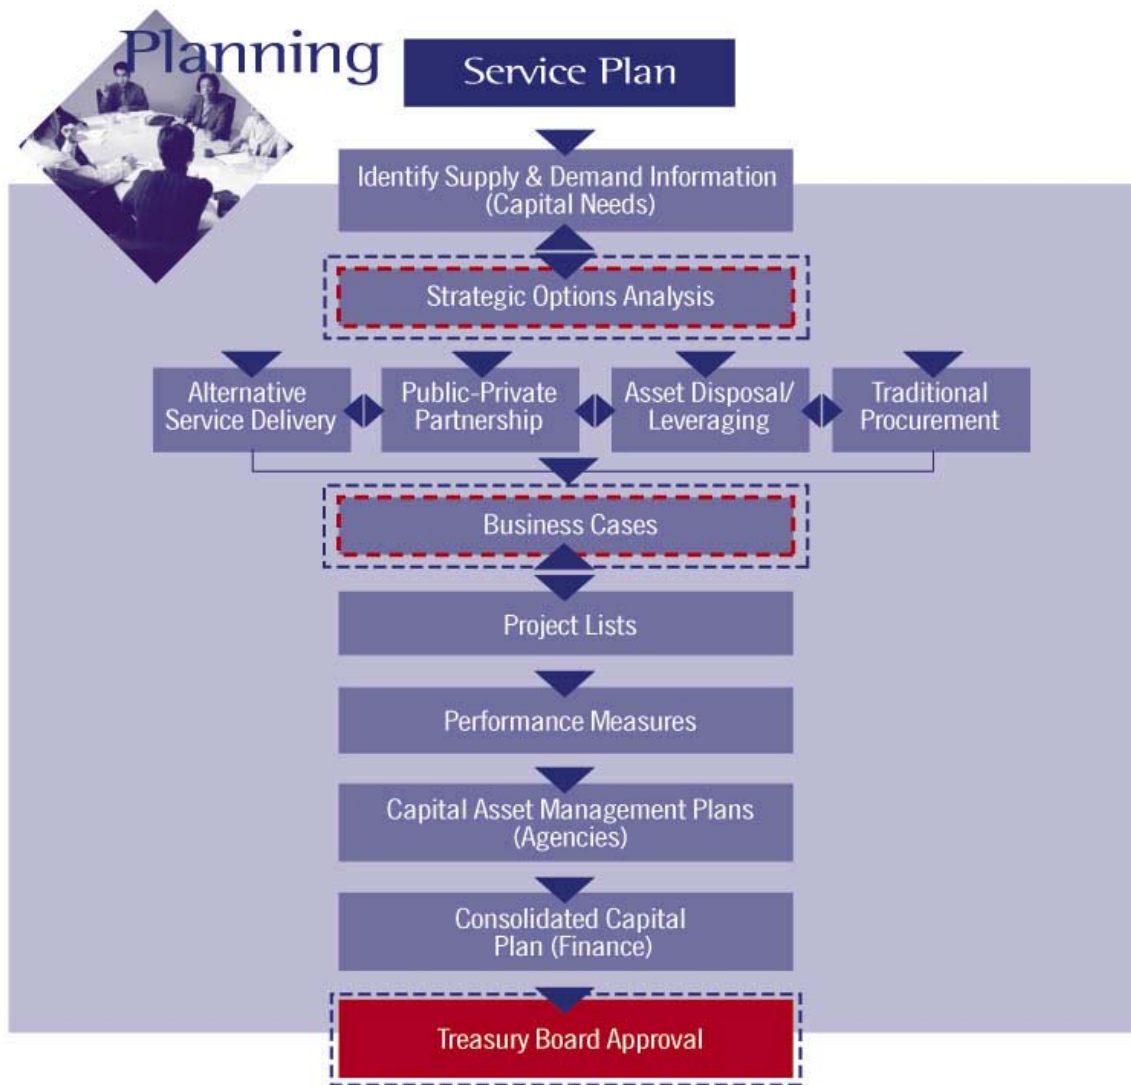 Planning
Service Plan
Identify Supply & Demand Information
(Capital Needs)
Strategic Options Analysis
Alternative
Service Delivery
Public-Private
Partnership
Asset Disposal/
Leveraging
Traditional
Procurement
Business Cases
Project Lists
Performance Measures
Capital Asset Management Plans
(Agencies)
Consolidated Capital
Plan (Finance)
Treasury Board Approval